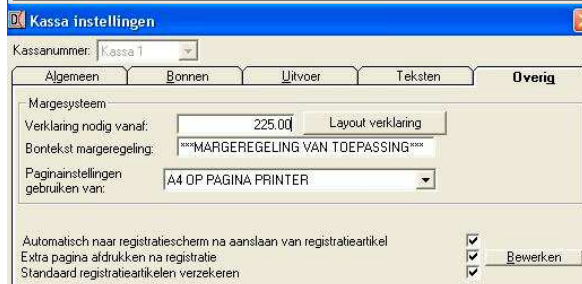 Kassa instellingen
Kassanummer: Kassa 1
Algemeen Bonnen Uitvoer Teksten Overig
Margesysteem
Verklaring nodig vanaf: 225.00 Layout verklaring
Bontekst margeregeling: ***MARGEREGELING VAN TOEPASSING***
Paginainstellingen
gebruiken van: A4 OP PAGINA PRINTER
Automatisch naar registratiescherm na aanslaan van registratieartikel
Extra pagina afdrukken na registratie Bewerken
Standaard registratieartikelen verzekeren